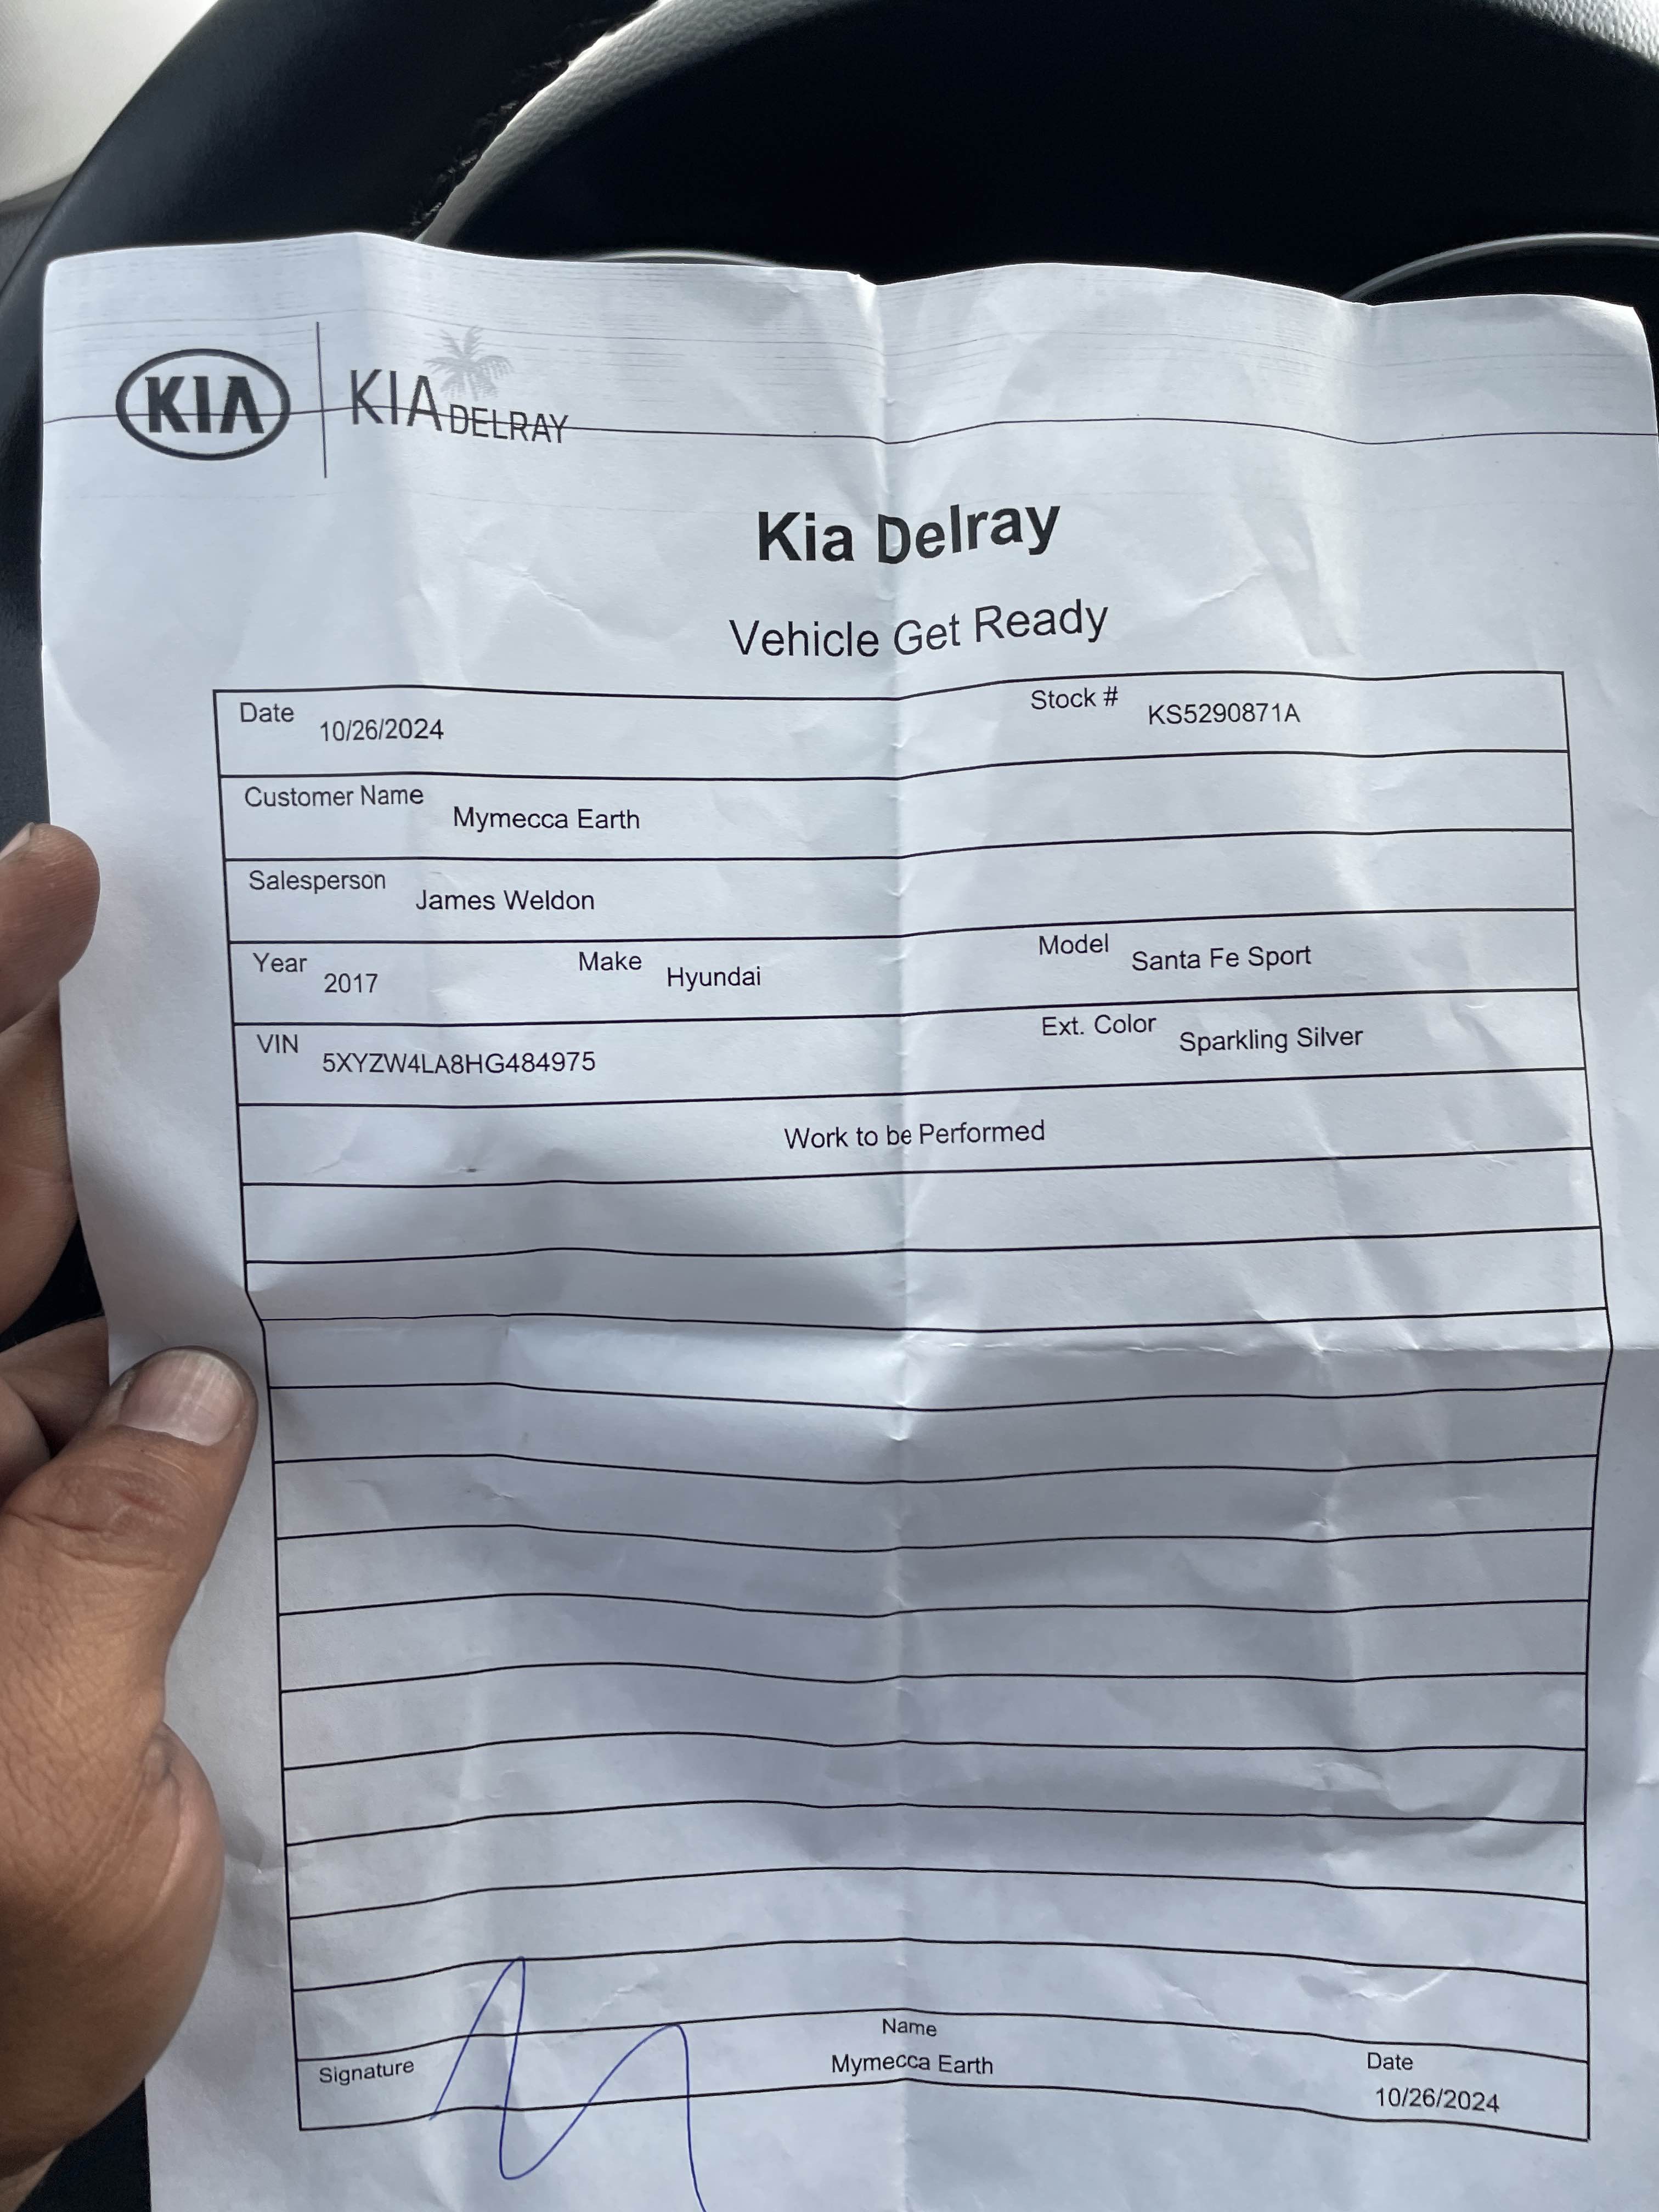 KIA KIA DELRAY
Kia Delray
Vehicle Get Ready
Date 10/26/2024 Stock # KS5290871A
Customer Name Mymecca Earth
Salesperson James Weldon
Year 2017 Make Hyundai Model Santa Fe Sport
VIN 5XYZW4LA8HG484975 Ext. Color Sparkling Silver
Work to be Performed
Signature Name Mymecca Earth Date 10/26/2024